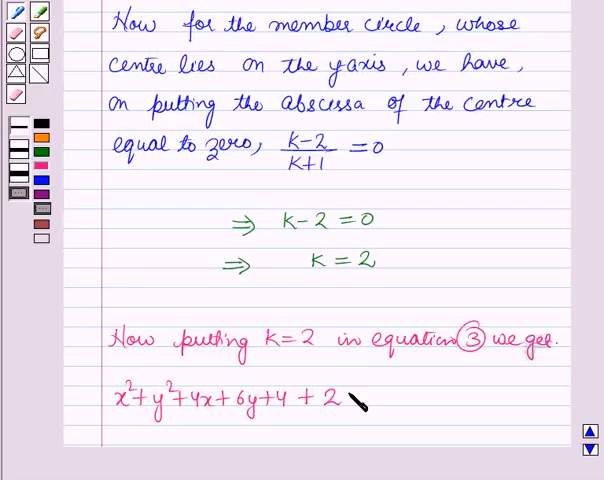 Now for the member circle, whose
centre lies on the y axis, we have,
on putting the abscissa of the centre
equal to zero, \frac{k-2}{k+1} = 0
⇒ k-2 = 0
⇒ k = 2
Now putting k = 2 in equation ③ we get.
x²+ y²+ 4x + 6y + 4 + 2